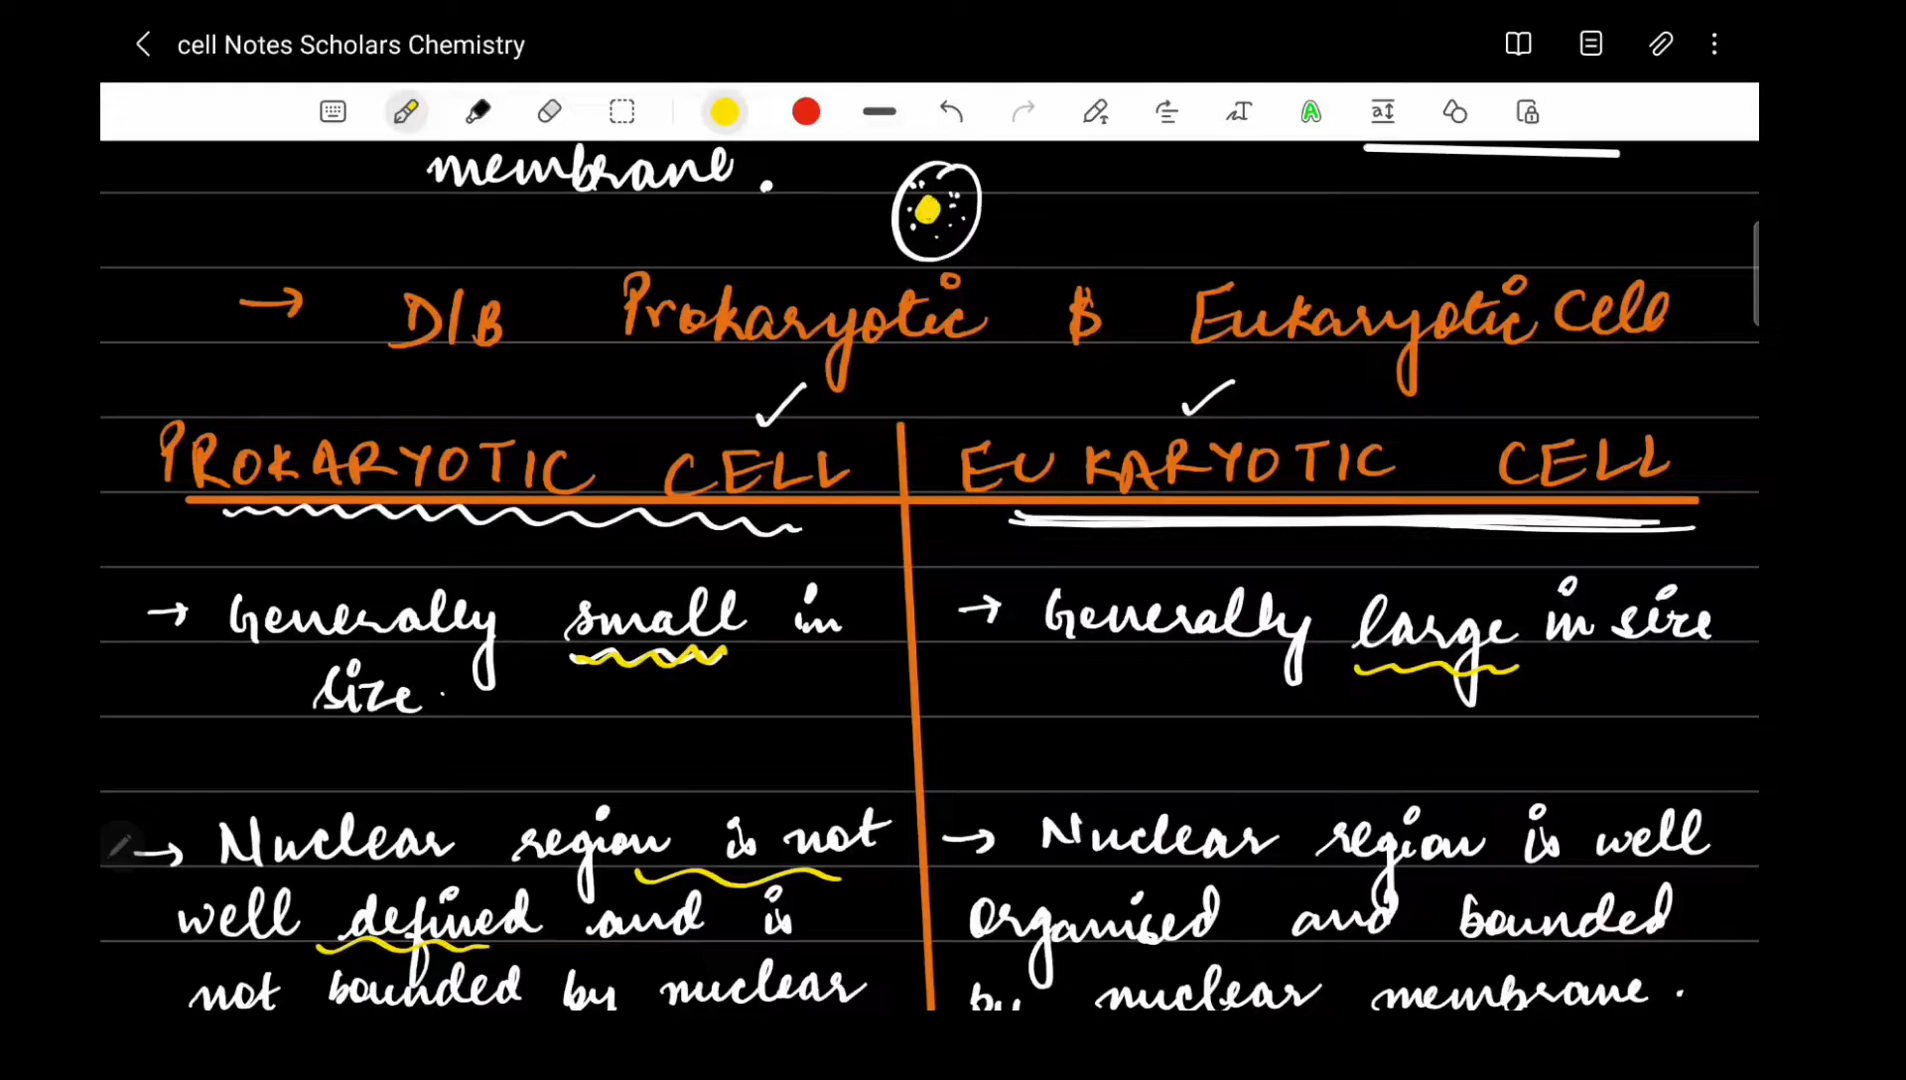 cell Notes Scholars Chemistry
membrane.
→ D/B Prokaryotic & Eukaryotic Cell
PROKARYOTIC CELL
EUKARYOTIC CELL
→ Generally small in
size.
→ Generally large in size
→ Nuclear region is not
well defined and is
not bounded by nuclear
→ Nuclear region is well
organised and bounded
by nuclear membrane.